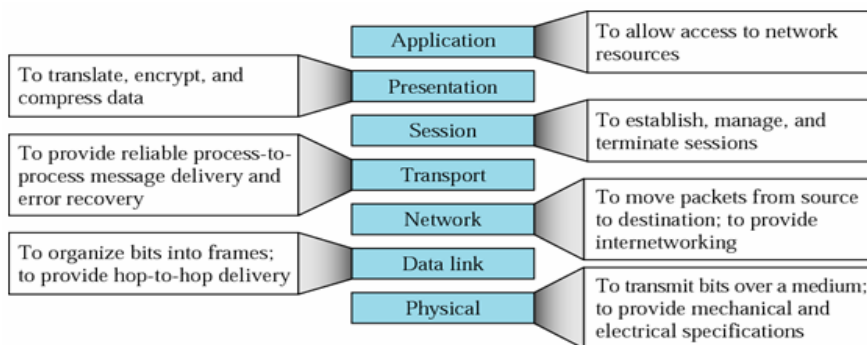 Application
To allow access to network
resources
To translate, encrypt, and
compress data
Presentation
Session
To establish, manage, and
terminate sessions
To provide reliable process-to-
process message delivery and
error recovery
Transport
Network
To move packets from source
to destination; to provide
internetworking
To organize bits into frames;
to provide hop-to-hop delivery
Data link
Physical
To transmit bits over a medium;
to provide mechanical and
electrical specifications